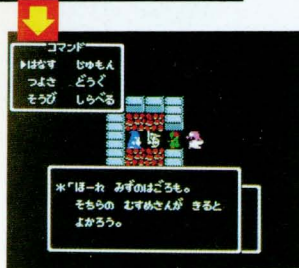 コマンド
▶はなす じゅもん
つよさ どうぐ
そうび しらべる
＊「ほーれ みずのはごろも。
そちらの むすめさんが きると
よかろう。